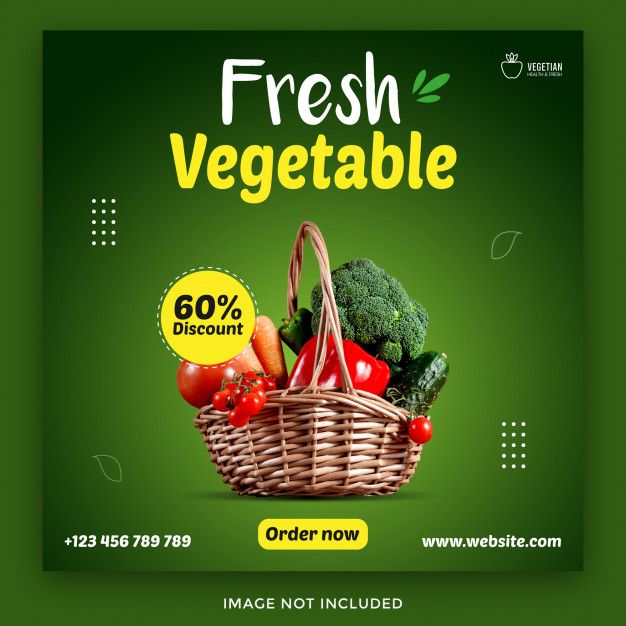 Fresh
Vegetable
VEGETIAN
HEALTH & FRESH
60%
Discount
Order now
+123 456 789 789
www.website.com
IMAGE NOT INCLUDED